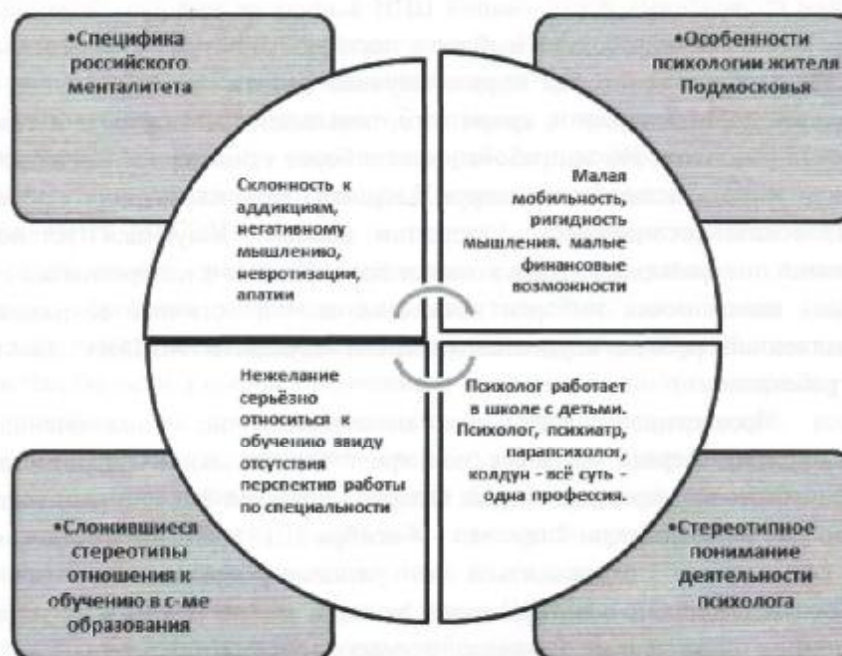 •Специфика
российского
менталитета
•Особенности
психологии жителя
Подмосковья
Склонность к
аддикциям,
негативному
мышлению,
невротизации,
апатии
Малая
мобильность,
ригидность
мышления. малые
финансовые
возможности
Нежелание
серьёзно
относиться к
обучению ввиду
отсутствия
перспектив работы
по специальности
Психолог работает
в школе с детьми.
Психолог, психиатр,
парапсихолог,
колдун - всё суть -
одна профессия.
•Сложившиеся
стереотипы
отношения к
обучению в с-ме
образования
•Стереотипное
понимание
деятельности
психолога